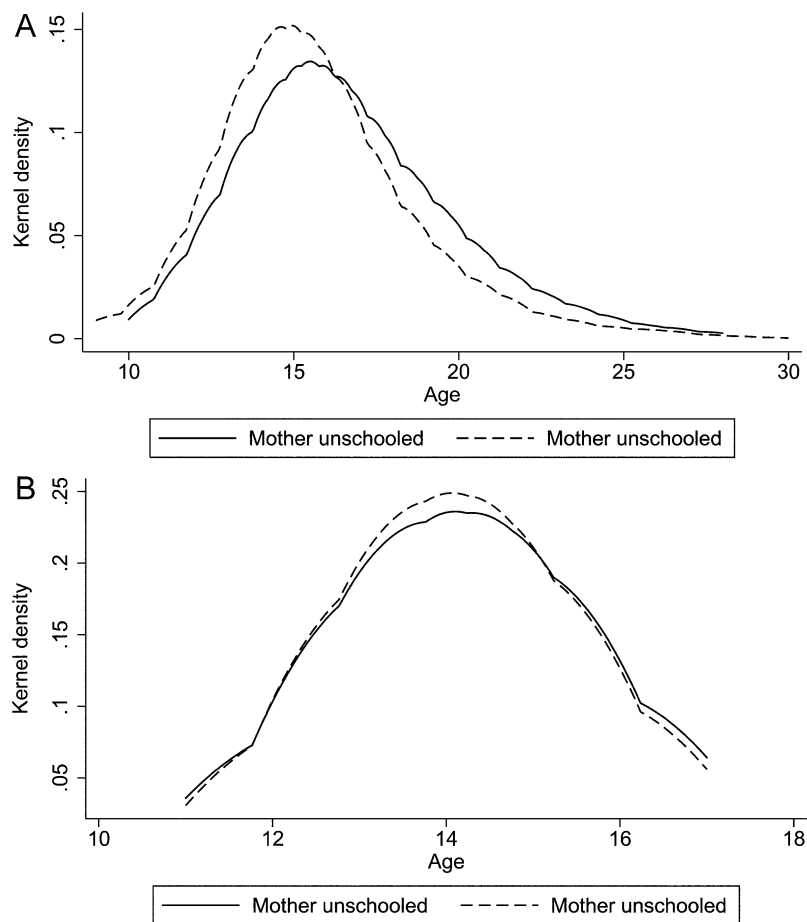 A
Kernel density
.15
.1
.05
0
10 15 20 25 30
Age
Mother unschooled Mother unschooled
B
Kernel density
.25
.2
.15
.1
.05
10 12 14 16 18
Age
Mother unschooled Mother unschooled